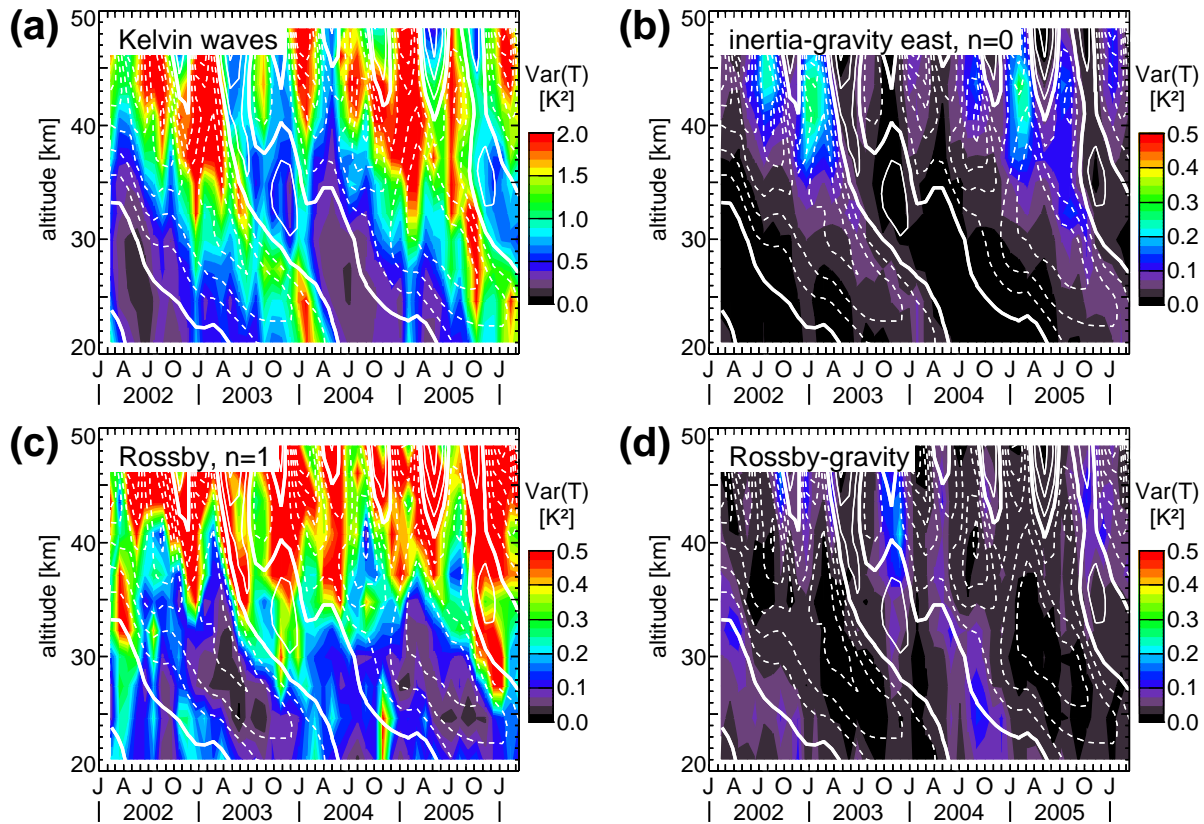 (a)
Kelvin waves
altitude [km]
50
40
30
20
J A J O J A J O J A J O J A J O J
| 2002 | 2003 | 2004 | 2005 |
Var(T)
[K²]
2.0
1.5
1.0
0.5
0.0
(b)
inertia-gravity east, n=0
altitude [km]
50
40
30
20
J A J O J A J O J A J O J A J O J
| 2002 | 2003 | 2004 | 2005 |
Var(T)
[K²]
0.5
0.4
0.3
0.2
0.1
0.0
(c)
Rossby, n=1
altitude [km]
50
40
30
20
J A J O J A J O J A J O J A J O J
| 2002 | 2003 | 2004 | 2005 |
Var(T)
[K²]
0.5
0.4
0.3
0.2
0.1
0.0
(d)
Rossby-gravity
altitude [km]
50
40
30
20
J A J O J A J O J A J O J A J O J
| 2002 | 2003 | 2004 | 2005 |
Var(T)
[K²]
0.5
0.4
0.3
0.2
0.1
0.0